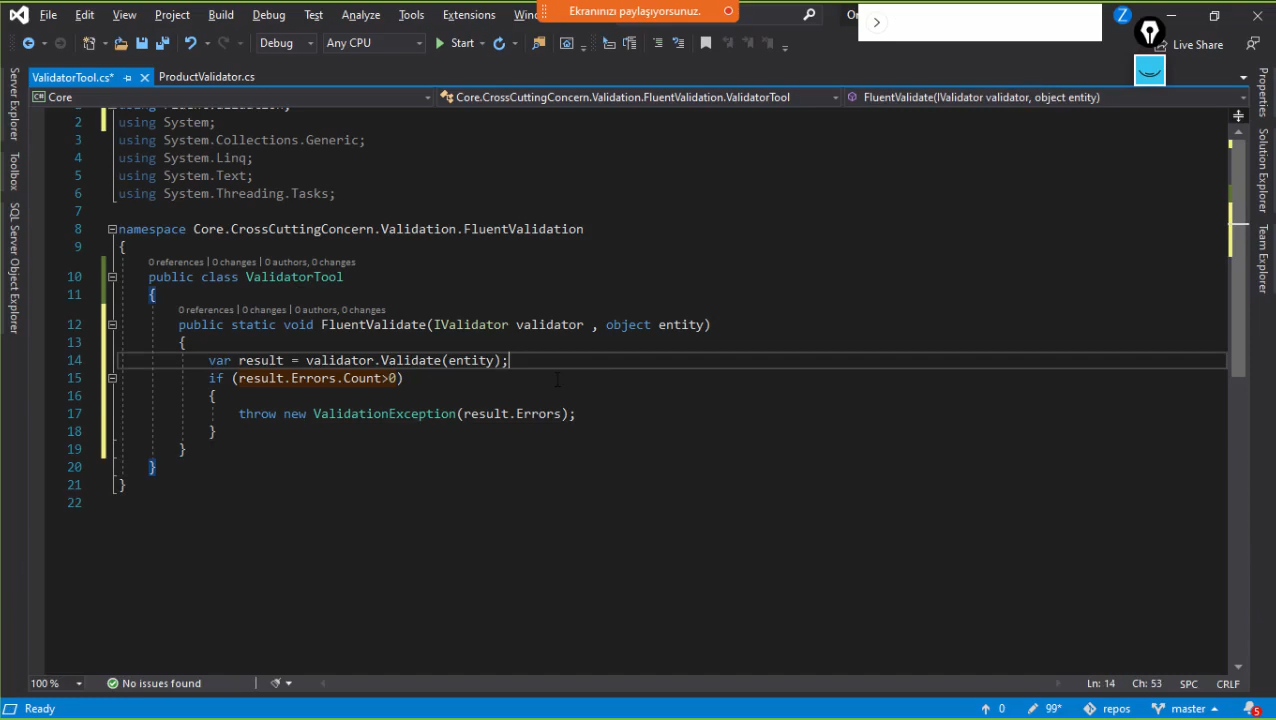 File Edit View Project Build Debug Test Analyze Tools Extensions
Ekranınızı paylaşıyorsunuz.
Z
Debug Any CPU Start Live Share
ValidatorTool.cs* ProductValidator.cs
Core Core.CrossCuttingConcern.Validation.FluentValidation.ValidatorTool FluentValidate(IValidator validator, object entity)
Server Explorer
Toolbox
SQL Server Object Explorer
2 using System;
3 using System.Collections.Generic;
4 using System.Linq;
5 using System.Text;
6 using System.Threading.Tasks;
7
8 namespace Core.CrossCuttingConcern.Validation.FluentValidation
9 {
0 references | 0 changes | 0 authors, 0 changes
10 public class ValidatorTool
11 {
0 references | 0 changes | 0 authors, 0 changes
12 public static void FluentValidate(IValidator validator , object entity)
13 {
14 var result = validator.Validate(entity);
15 if (result.Errors.Count>0)
16 {
17 throw new ValidationException(result.Errors);
18 }
19 }
20 }
21 }
22
Properties
Solution Explorer
Team Explorer
100 % No issues found Ln: 14 Ch: 53 SPC CRLF
Ready 0 99* repos master 5